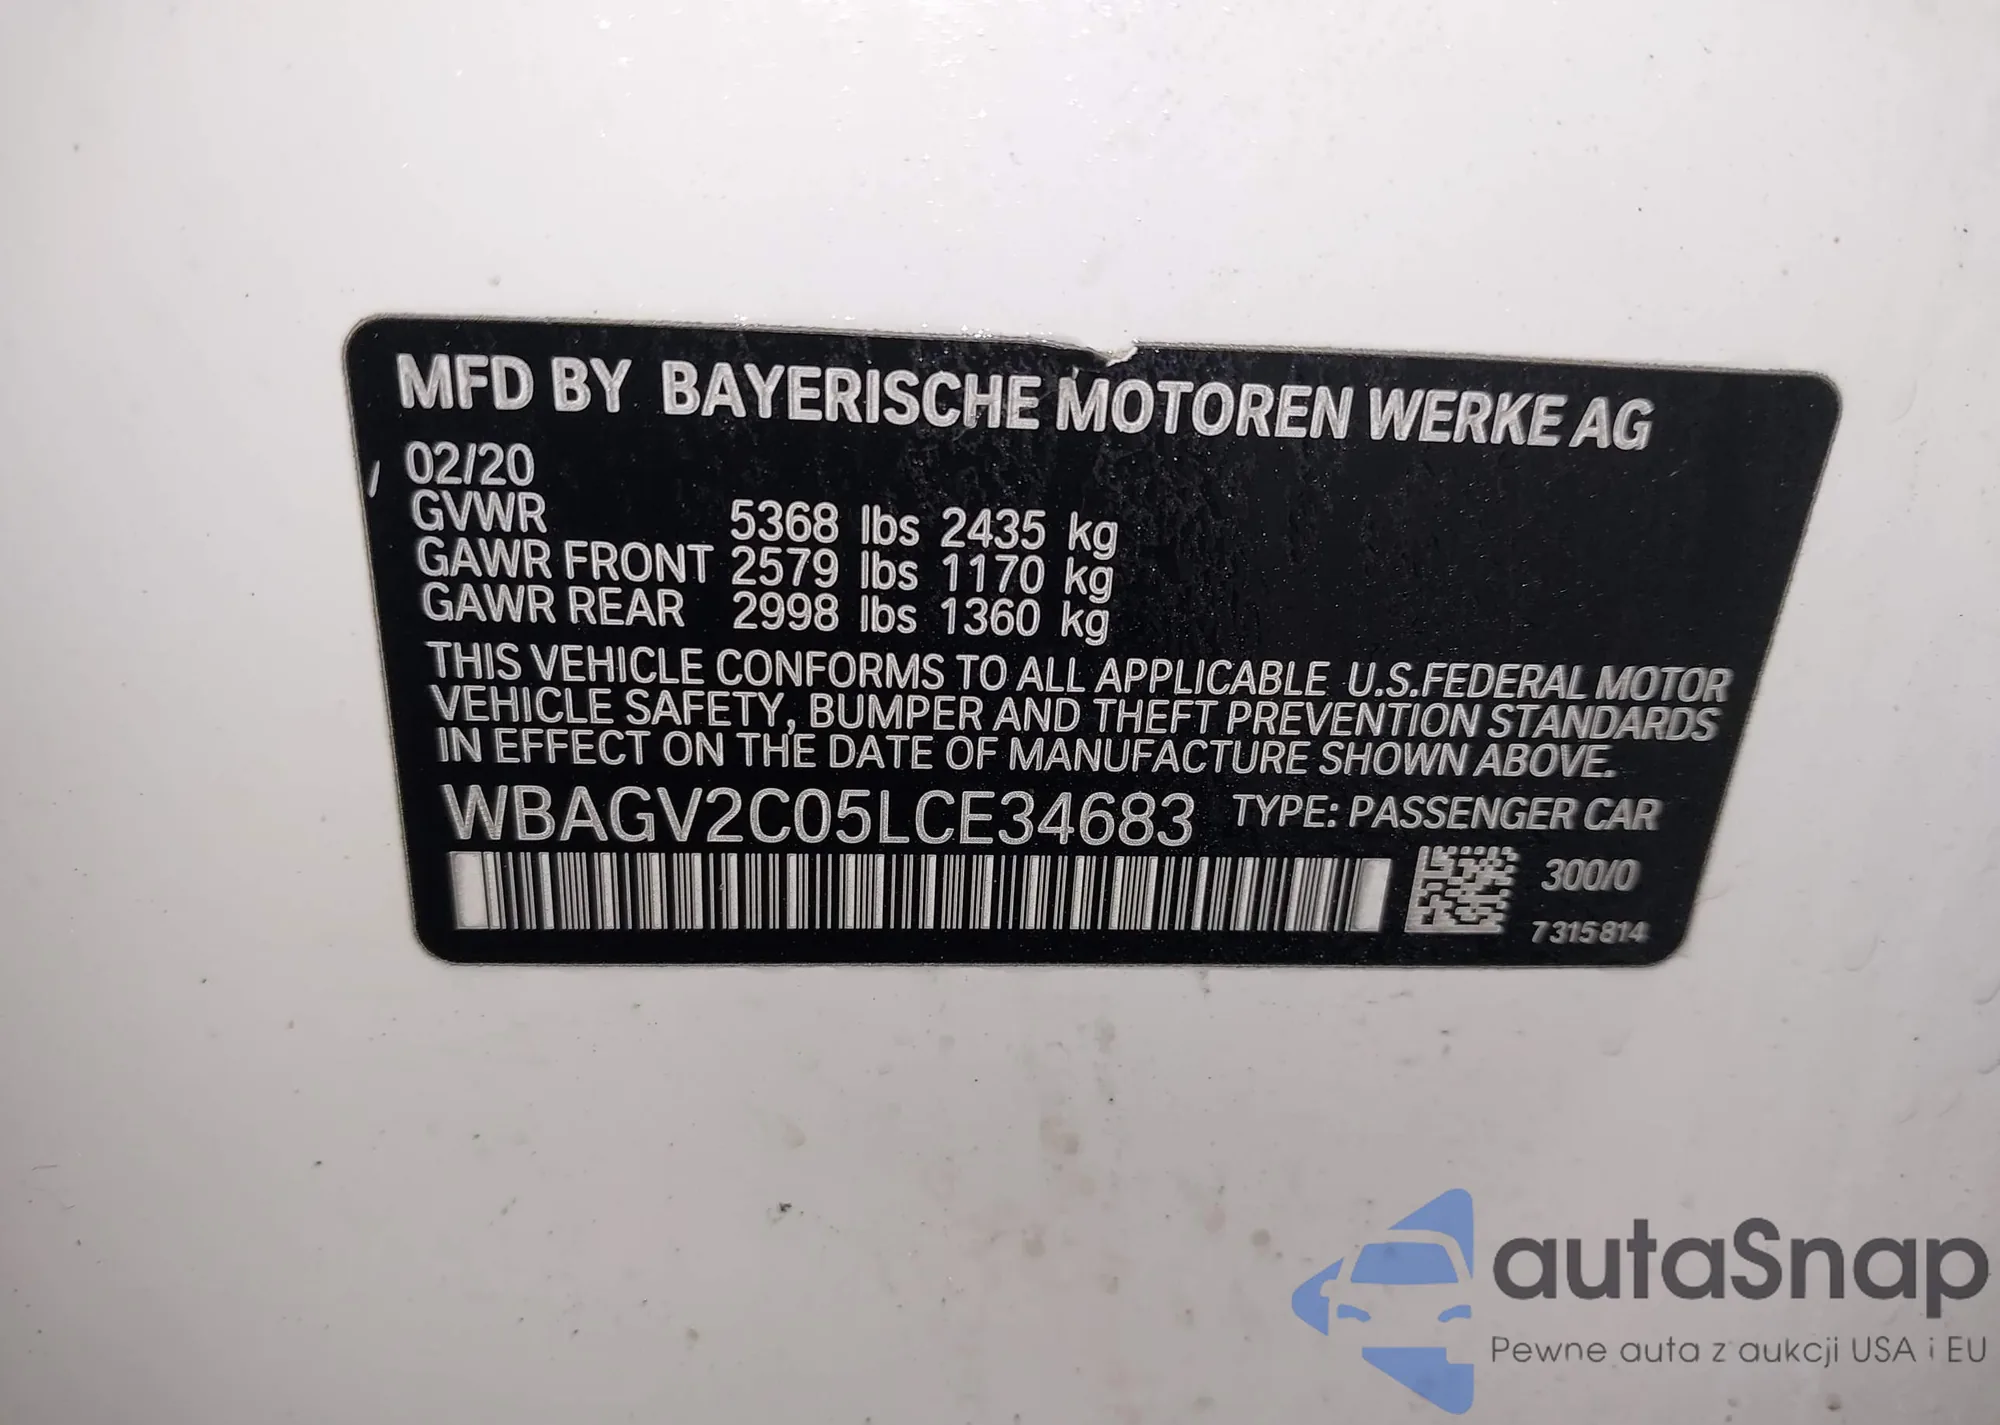 MFD BY BAYERISCHE MOTOREN WERKE AG
02/20
GVWR 5368 lbs 2435 kg
GAWR FRONT 2579 lbs 1170 kg
GAWR REAR 2998 lbs 1360 kg
THIS VEHICLE CONFORMS TO ALL APPLICABLE U.S.FEDERAL MOTOR
VEHICLE SAFETY, BUMPER AND THEFT PREVENTION STANDARDS
IN EFFECT ON THE DATE OF MANUFACTURE SHOWN ABOVE.
WBAGV2C05LCE34683 TYPE: PASSENGER CAR
300/0
7315814
autaSnap
Pewne auta z aukcji USA i EU